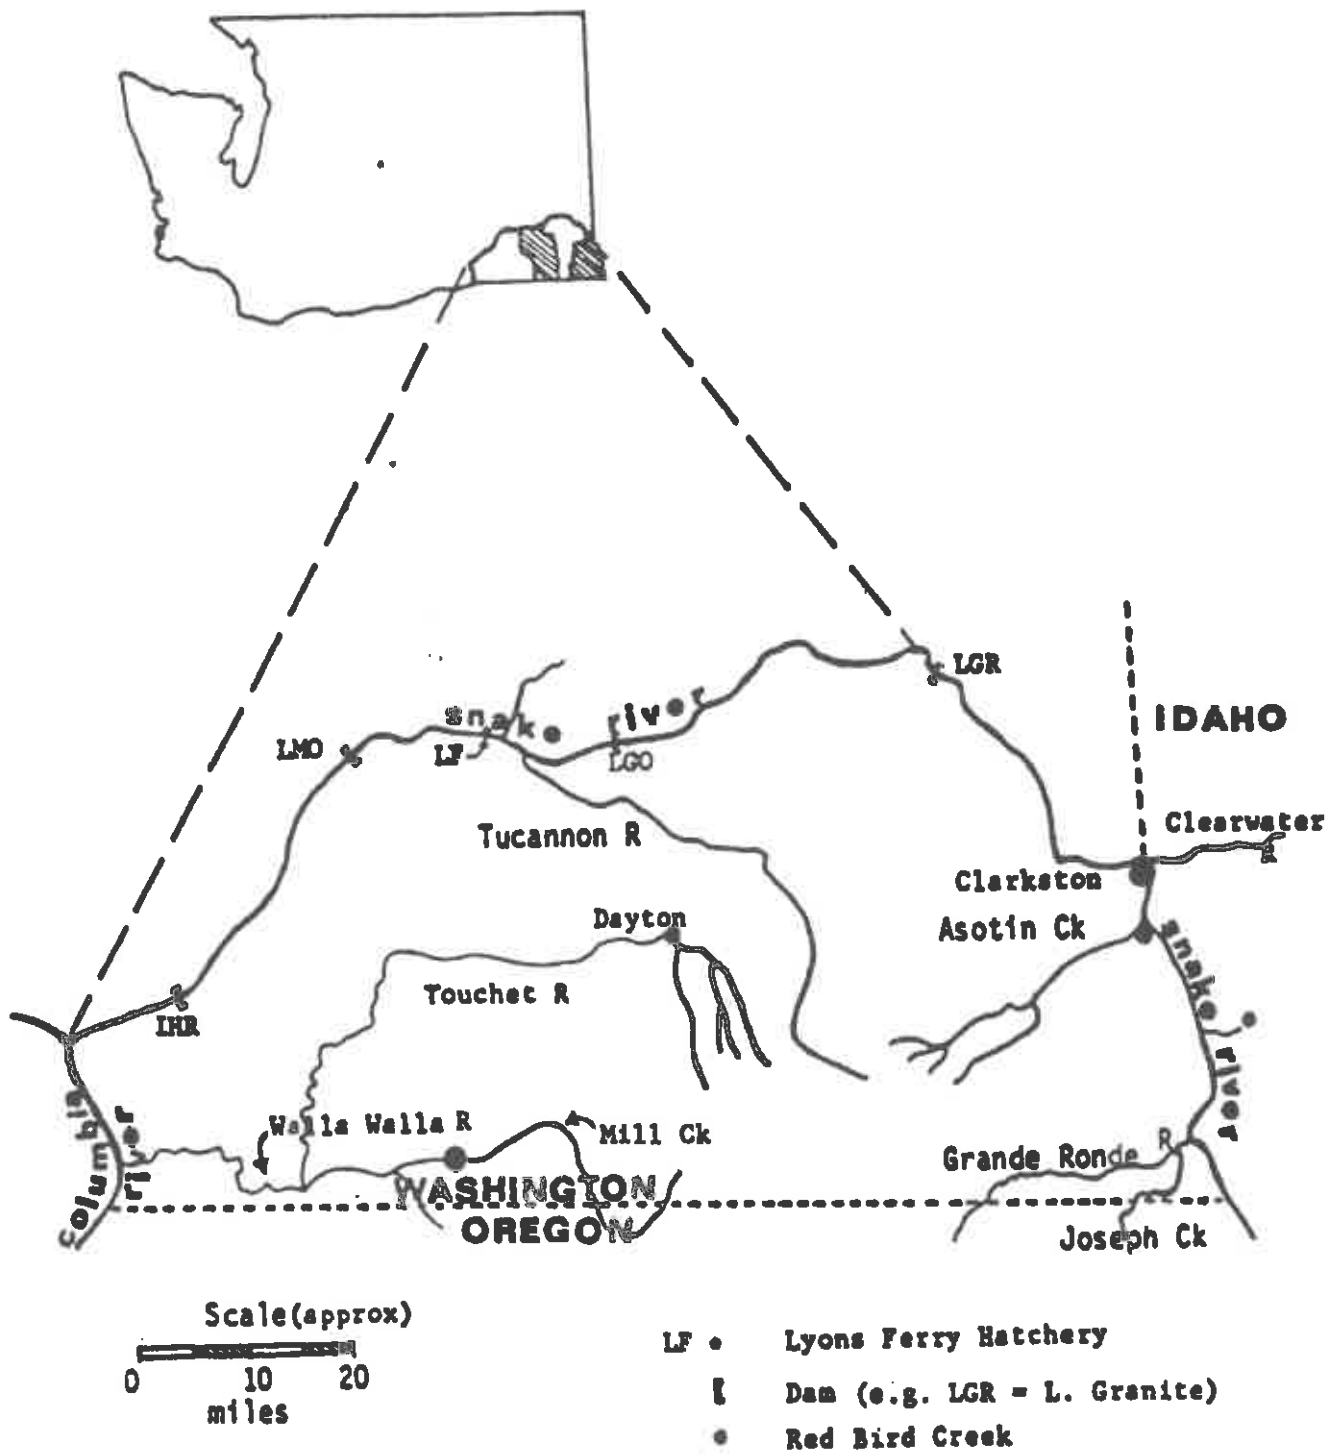 LGR
IDAHO
snake river
LMO
LF
LGO
Tucannon R
Clearwater
Clarkston
Asotin Ck
Dayton
Touchet R
IHR
snake river
columbia
rivr
Walla Walla R
Mill Ck
Grande Ronde R
WASHINGTON
OREGON
Joseph Ck
Scale(approx)
0 10 20
miles
LF • Lyons Ferry Hatchery
Dam (e.g. LGR = L. Granite)
• Red Bird Creek